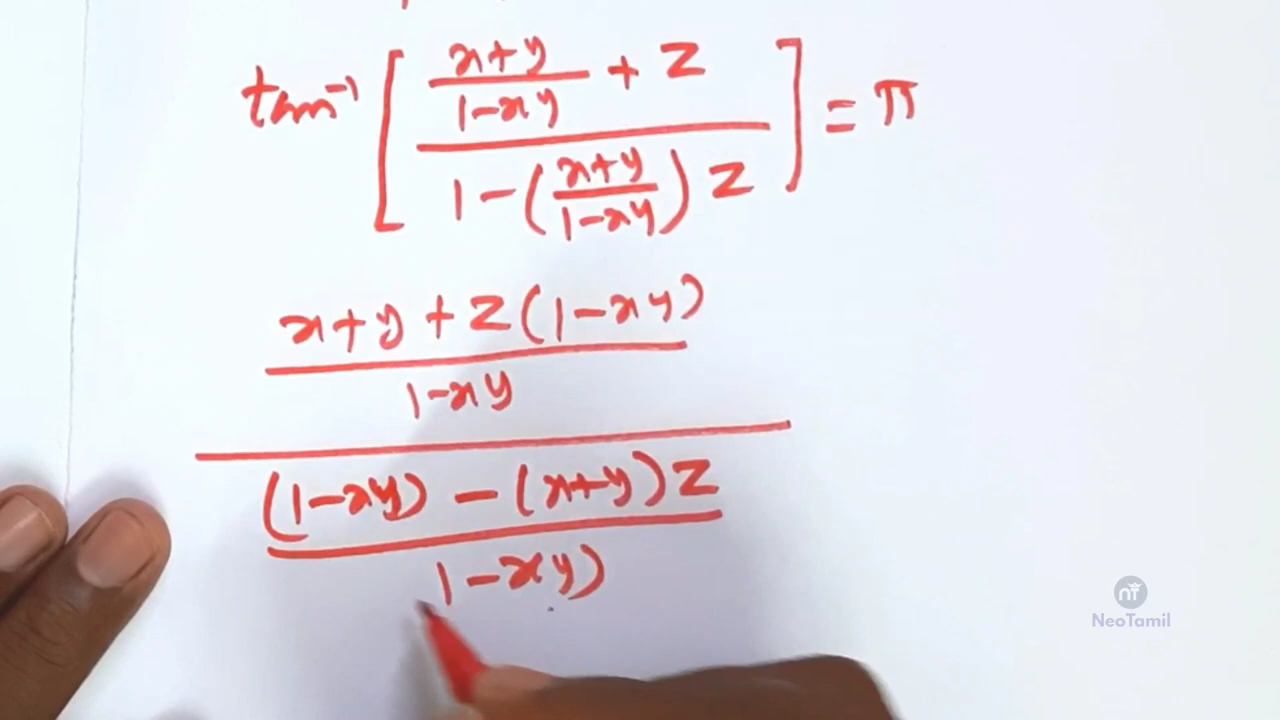 tan⁻¹ [ ((x+y)/(1-xy) + z) / (1-((x+y)/(1-xy))z) ] = π
x+y+z(1-xy)
1-xy
(1-xy) - (x+y)z
1-xy)
NeoTamil